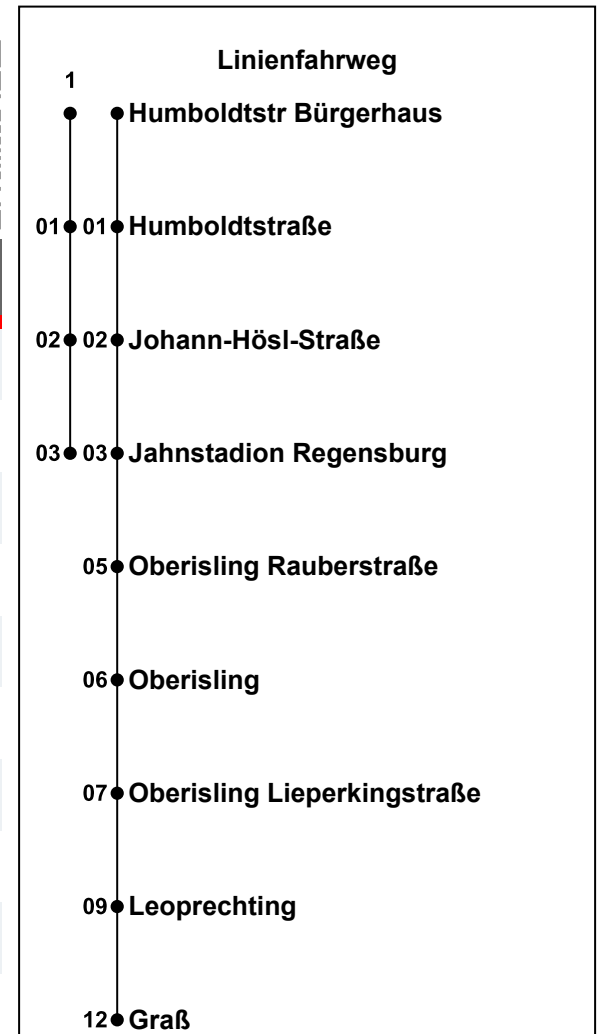 Linienfahrweg
1
Humboldtstr Bürgerhaus
01 01 Humboldtstraße
02 02 Johann-Hösl-Straße
03 03 Jahnstadion Regensburg
05 Oberisling Rauberstraße
06 Oberisling
07 Oberisling Lieperkingstraße
09 Leoprechting
12 Graß